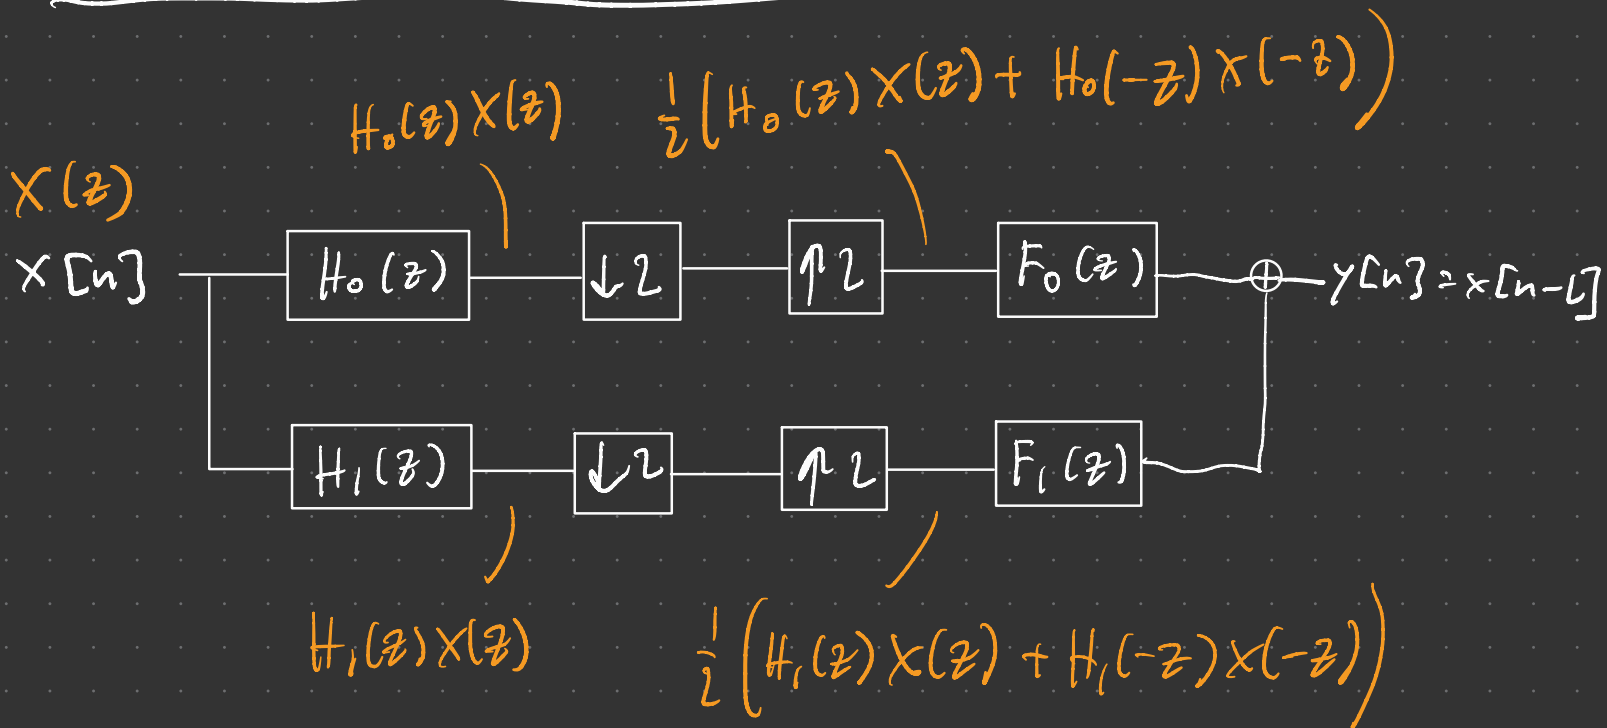 H₀(z)X(z)
½(H₀(z)X(z) + H₀(-z)X(-z))
X(z)
x[n]
H₀(z)
↓2
↑2
F₀(z)
⊕
y[n]=x[n-l]
H₁(z)
↓2
↑2
F₁(z)
H₁(z)X(z)
½(H₁(z)X(z) + H₁(-z)X(-z))